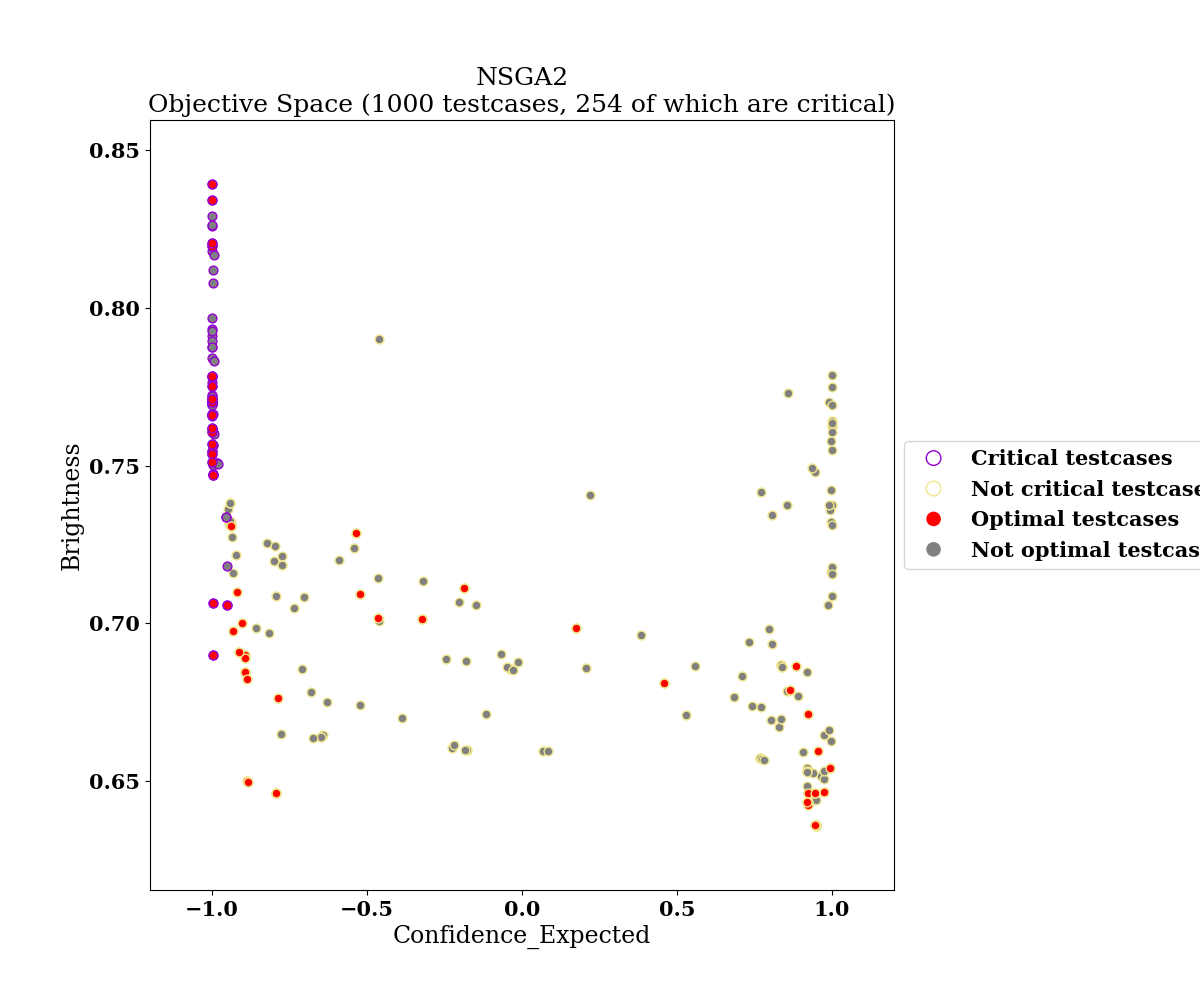 NSGA2
Objective Space (1000 testcases, 254 of which are critical)
0.85
0.80
0.75
0.70
0.65
Brightness
−1.0
−0.5
0.0
0.5
1.0
Confidence_Expected
Critical testcases
Not critical testcase
Optimal testcases
Not optimal testcas